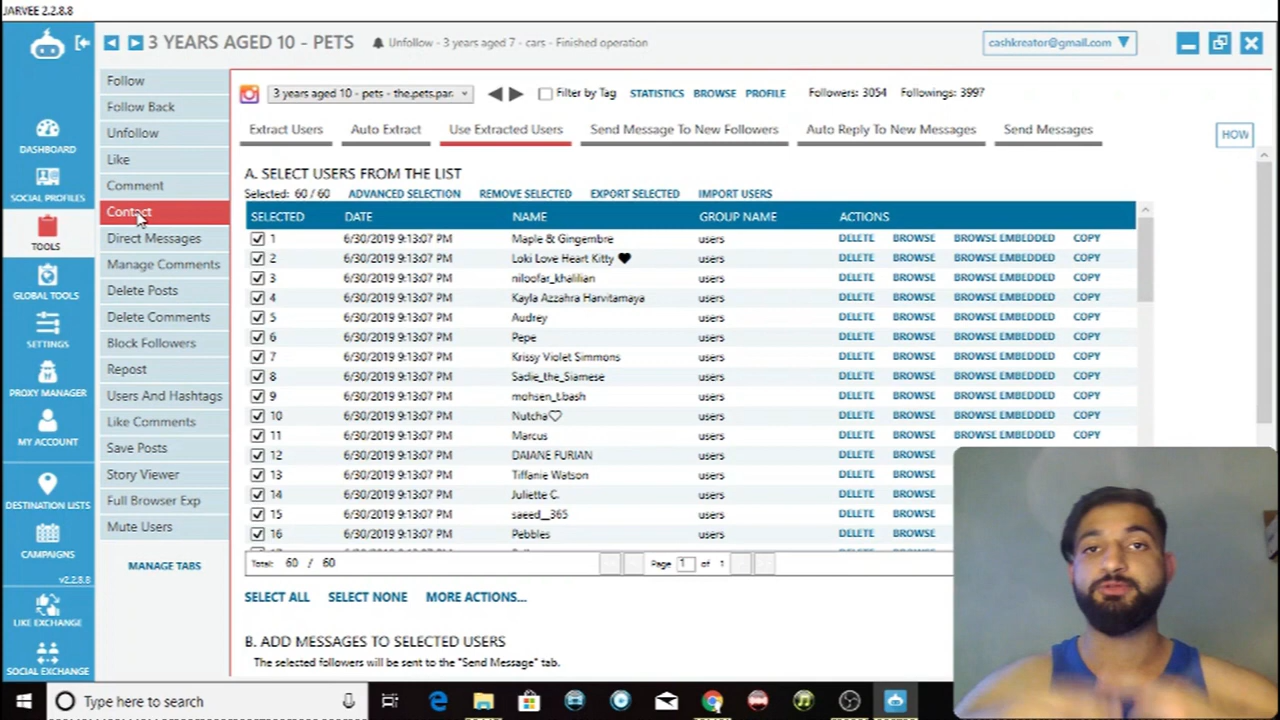 JARVEE 2.2.8.8
3 YEARS AGED 10 - PETS
Unfollow - 3 years aged 7 - cars - Finished operation
cashkreator@gmail.com
3 years aged 10 - pets - the.pets.par.
Filter by Tag
STATISTICS
BROWSE
PROFILE
Followers: 3054
Followings: 3997
DASHBOARD
SOCIAL PROFILES
TOOLS
GLOBAL TOOLS
SETTINGS
PROXY MANAGER
MY ACCOUNT
DESTINATION LISTS
CAMPAIGNS
v2.2.8.8
LIKE EXCHANGE
SOCIAL EXCHANGE
Follow
Follow Back
Unfollow
Like
Comment
Contact
Direct Messages
Manage Comments
Delete Posts
Delete Comments
Block Followers
Repost
Users And Hashtags
Like Comments
Save Posts
Story Viewer
Full Browser Exp
Mute Users
MANAGE TABS
Extract Users
Auto Extract
Use Extracted Users
Send Message To New Followers
Auto Reply To New Messages
Send Messages
HOW
A. SELECT USERS FROM THE LIST
Selected: 60 / 60 ADVANCED SELECTION REMOVE SELECTED EXPORT SELECTED IMPORT USERS
SELECTED DATE NAME GROUP NAME ACTIONS
1 6/30/2019 9:13:07 PM Maple & Gingembre users DELETE BROWSE BROWSE EMBEDDED COPY
2 6/30/2019 9:13:07 PM Loki Love Heart Kitty 🖤 users DELETE BROWSE BROWSE EMBEDDED COPY
3 6/30/2019 9:13:07 PM niloofar_khalilian users DELETE BROWSE BROWSE EMBEDDED COPY
4 6/30/2019 9:13:07 PM Kayla Azzahra Harvitamaya users DELETE BROWSE BROWSE EMBEDDED COPY
5 6/30/2019 9:13:07 PM Audrey users DELETE BROWSE BROWSE EMBEDDED COPY
6 6/30/2019 9:13:07 PM Pepe users DELETE BROWSE BROWSE EMBEDDED COPY
7 6/30/2019 9:13:07 PM Krissy Violet Simmons users DELETE BROWSE BROWSE EMBEDDED COPY
8 6/30/2019 9:13:07 PM Sadie_the_Siamese users DELETE BROWSE BROWSE EMBEDDED COPY
9 6/30/2019 9:13:07 PM mohsen_t.bash users DELETE BROWSE BROWSE EMBEDDED COPY
10 6/30/2019 9:13:07 PM Nutcha♡ users DELETE BROWSE BROWSE EMBEDDED COPY
11 6/30/2019 9:13:07 PM Marcus users DELETE BROWSE BROWSE EMBEDDED COPY
12 6/30/2019 9:13:07 PM DAIANE FURIAN users DELETE BROWSE
13 6/30/2019 9:13:07 PM Tiffanie Watson users DELETE BROWSE
14 6/30/2019 9:13:07 PM Juliette C. users DELETE BROWSE
15 6/30/2019 9:13:07 PM saeed__365 users DELETE BROWSE
16 6/30/2019 9:13:07 PM Pebbles users DELETE BROWSE
Total: 60 / 60
Page 1 of 1
SELECT ALL SELECT NONE MORE ACTIONS...
B. ADD MESSAGES TO SELECTED USERS
The selected followers will be sent to the "Send Message" tab.
Type here to search